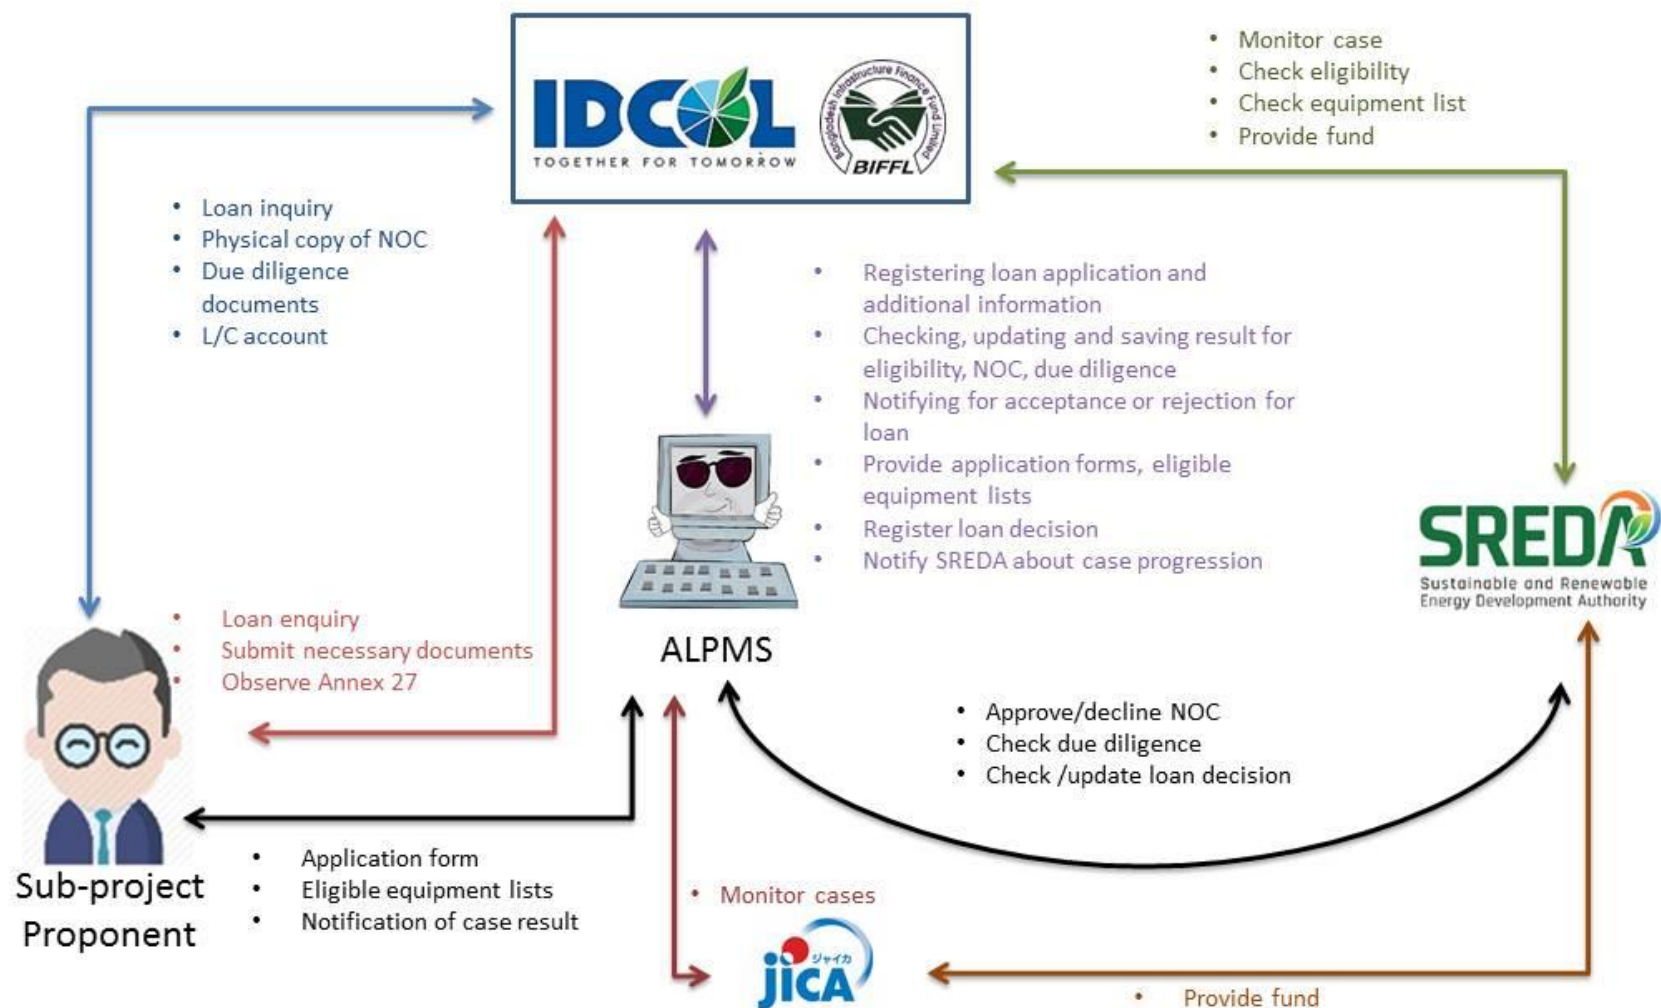 IDCOL
TOGETHER FOR TOMORROW
Bangladesh Infrastructure Finance Fund Limited
BIFFL
• Monitor case
• Check eligibility
• Check equipment list
• Provide fund
• Loan inquiry
• Physical copy of NOC
• Due diligence
documents
• L/C account
• Registering loan application and
additional information
• Checking, updating and saving result for
eligibility, NOC, due diligence
• Notifying for acceptance or rejection for
loan
• Provide application forms, eligible
equipment lists
• Register loan decision
• Notify SREDA about case progression
SREDA
Sustainable and Renewable
Energy Development Authority
• Loan enquiry
• Submit necessary documents
• Observe Annex 27
ALPMS
• Approve/decline NOC
• Check due diligence
• Check /update loan decision
Sub-project
Proponent
• Application form
• Eligible equipment lists
• Notification of case result
• Monitor cases
ジャイカ
jICA
• Provide fund